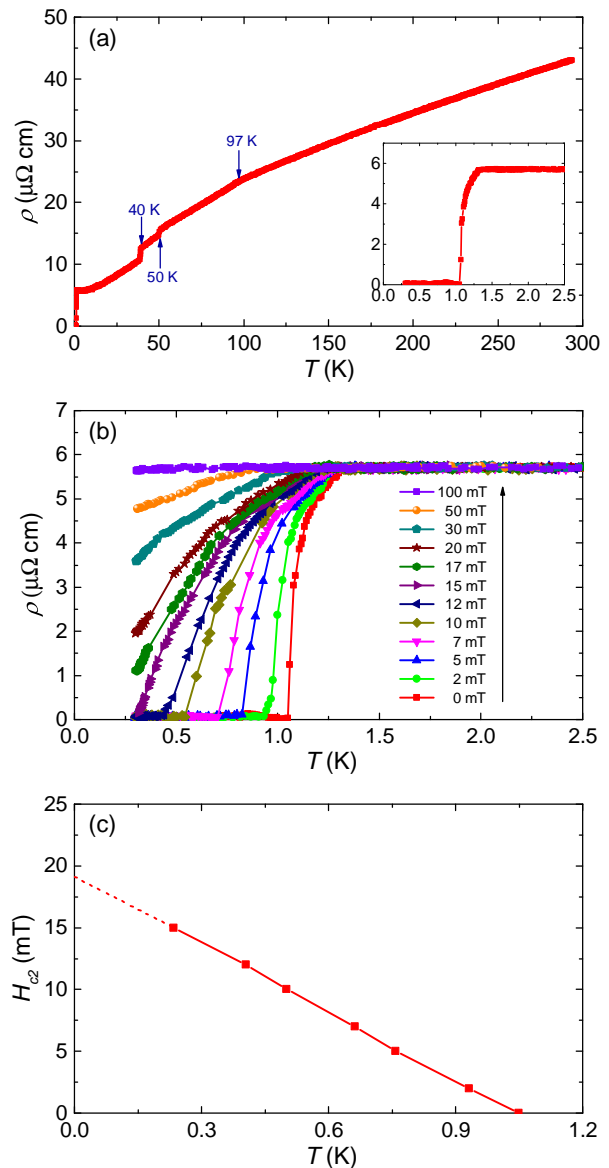 (a)
50
40
30
20
10
0
ρ (μΩ cm)
97 K
40 K
50 K
6
4
2
0
0.0 0.5 1.0 1.5 2.0 2.5
0 50 100 150 200 250 300
T (K)
(b)
7
6
5
4
3
2
1
0
ρ (μΩ cm)
100 mT
50 mT
30 mT
20 mT
17 mT
15 mT
12 mT
10 mT
7 mT
5 mT
2 mT
0 mT
0.0 0.5 1.0 1.5 2.0 2.5
T (K)
(c)
25
20
15
10
5
0
Hc2 (mT)
0.0 0.3 0.6 0.9 1.2
T (K)